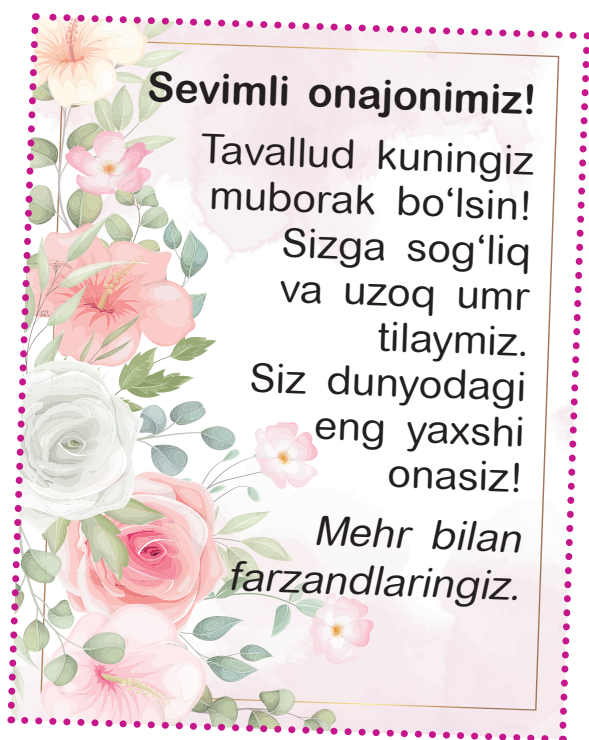 Sevimli onajonimiz!
Tavallud kuningiz
muborak bo‘lsin!
Sizga sog‘liq
va uzoq umr
tilaymiz.
Siz dunyodagi
eng yaxshi
onasiz!
Mehr bilan
farzandlaringiz.